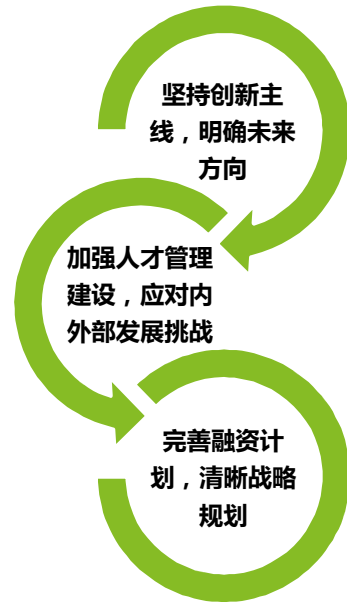 坚持创新主
线，明确未来
方向
加强人才管理
建设，应对内
外部发展挑战
完善融资计
划，清晰战略
规划